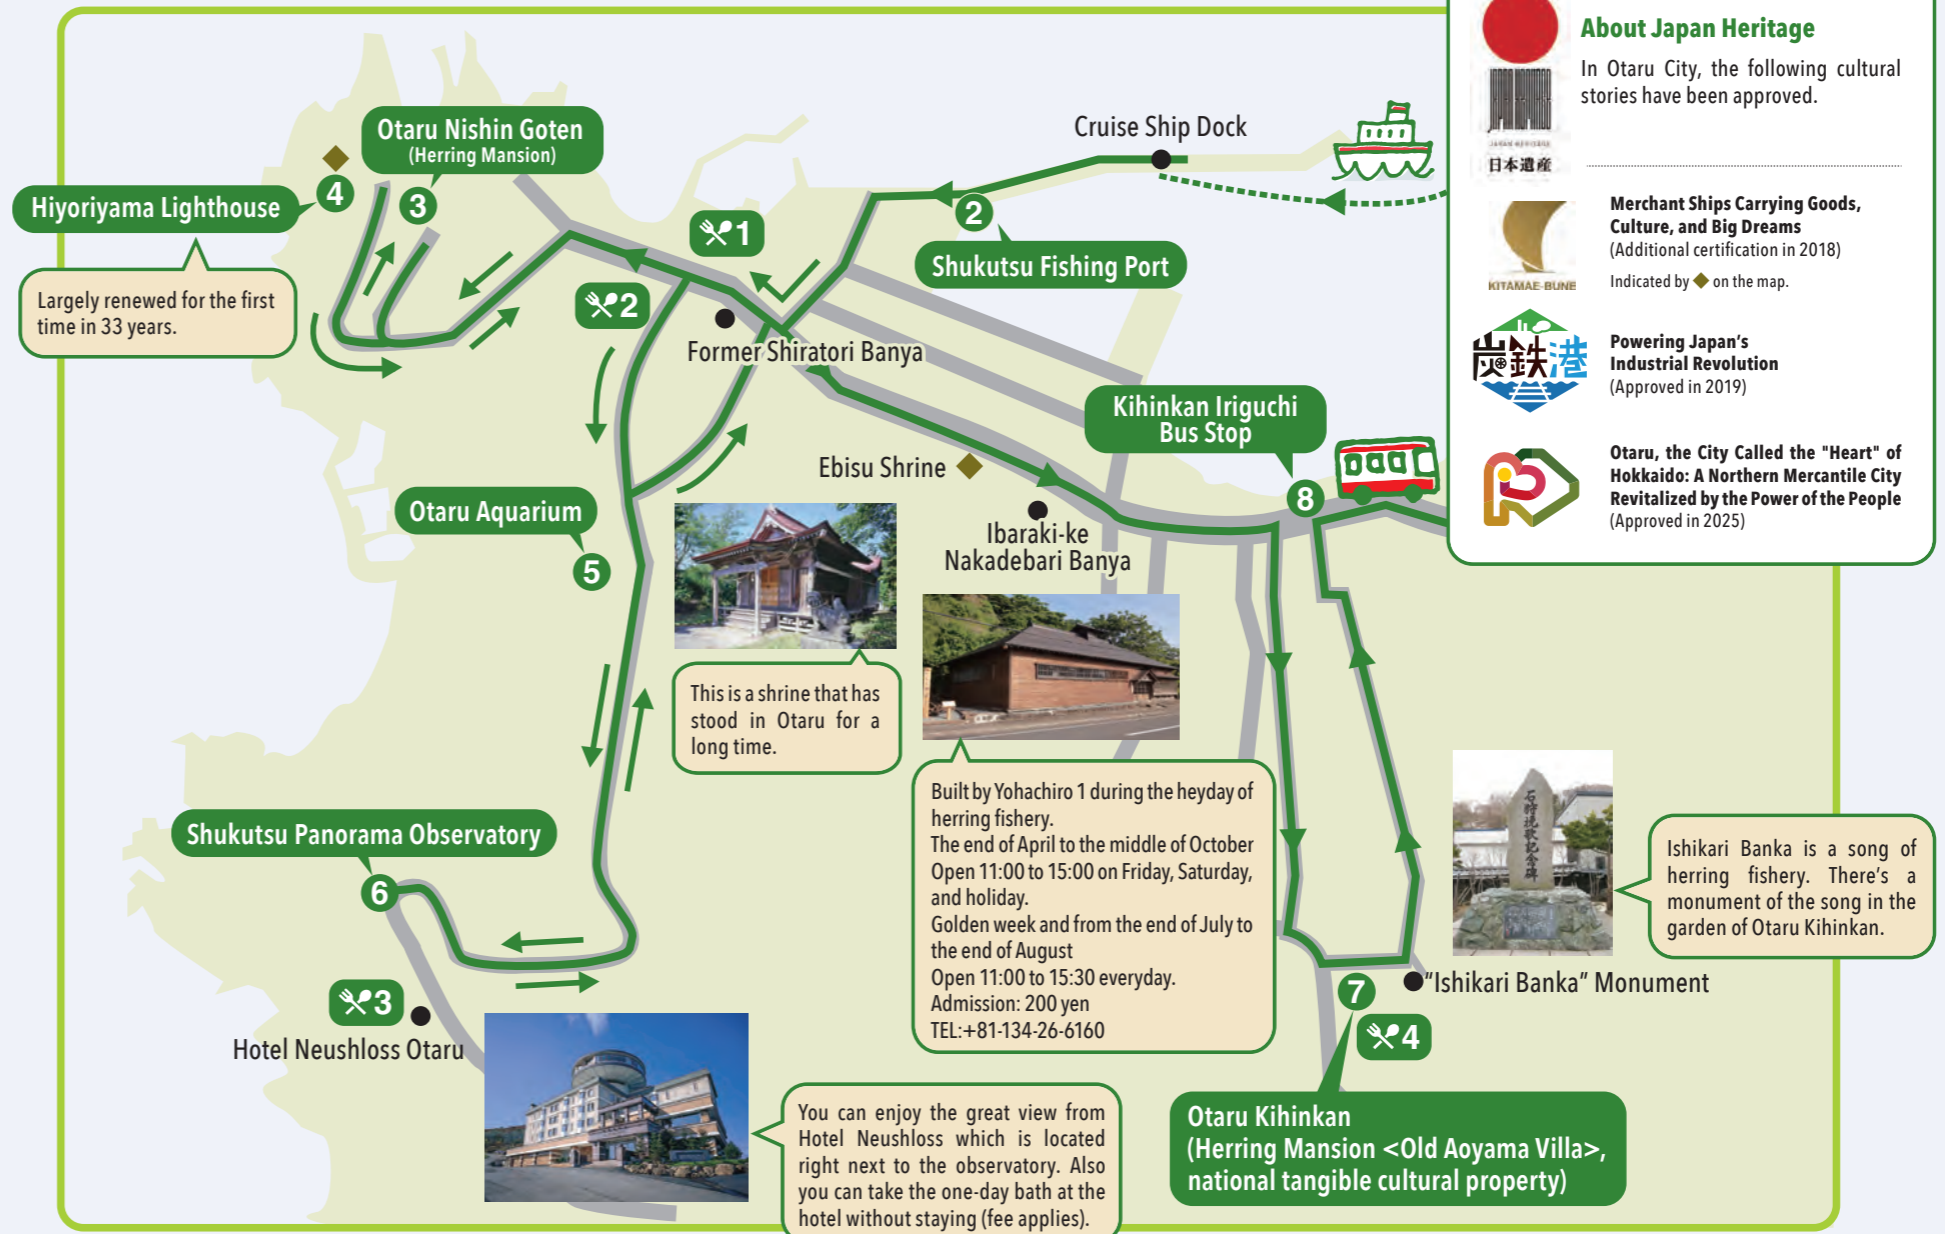 About Japan Heritage
In Otaru City, the following cultural
stories have been approved.
JAPAN HERITAGE
日本遺産
Merchant Ships Carrying Goods,
Culture, and Big Dreams
(Additional certification in 2018)
Indicated by ◆ on the map.
KITAMAE-BUNE
炭鉄港
Powering Japan's
Industrial Revolution
(Approved in 2019)
Otaru, the City Called the "Heart" of
Hokkaido: A Northern Mercantile City
Revitalized by the Power of the People
(Approved in 2025)
Cruise Ship Dock
Otaru Nishin Goten
(Herring Mansion)
4
3
Hiyoriyama Lighthouse
Largely renewed for the first
time in 33 years.
2
Shukutsu Fishing Port
1
2
Former Shiratori Banya
Kihinkan Iriguchi
Bus Stop
8
Ebisu Shrine
Ibaraki-ke
Nakadebari Banya
Otaru Aquarium
5
This is a shrine that has
stood in Otaru for a
long time.
Built by Yohachiro 1 during the heyday of
herring fishery.
The end of April to the middle of October
Open 11:00 to 15:00 on Friday, Saturday,
and holiday.
Golden week and from the end of July to
the end of August
Open 11:00 to 15:30 everyday.
Admission: 200 yen
TEL:+81-134-26-6160
石狩挽歌記念碑
Ishikari Banka is a song of
herring fishery. There's a
monument of the song in the
garden of Otaru Kihinkan.
Shukutsu Panorama Observatory
6
3
Hotel Neushloss Otaru
You can enjoy the great view from
Hotel Neushloss which is located
right next to the observatory. Also
you can take the one-day bath at the
hotel without staying (fee applies).
"Ishikari Banka" Monument
7
4
Otaru Kihinkan
(Herring Mansion <Old Aoyama Villa>,
national tangible cultural property)